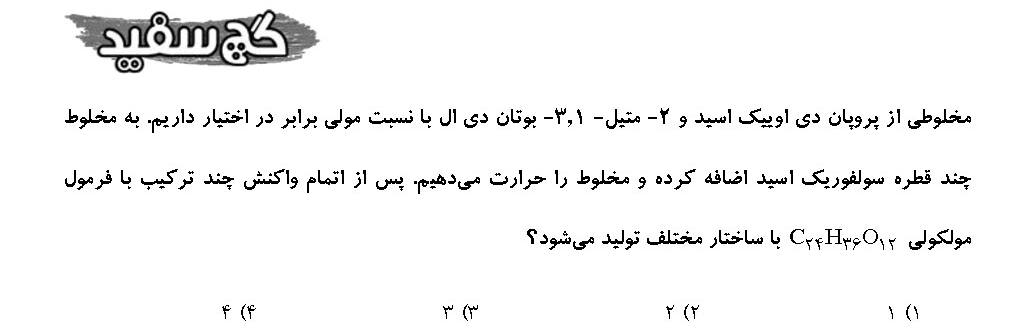 گچ سفید
مخلوطی از پروپان دی اوییک اسید و ۲- متیل- ۳,۱- بوتان دی ال با نسبت مولی برابر در اختیار داریم. به مخلوط
چند قطره سولفوریک اسید اضافه کرده و مخلوط را حرارت می‌دهیم. پس از اتمام واکنش چند ترکیب با فرمول
مولکولی C₂₄H₃₆O₁₂ با ساختار مختلف تولید می‌شود؟
۱) ۱ ۲) ۲ ۳) ۳ ۴) ۴